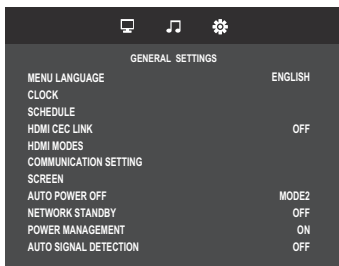 GENERAL SETTINGS
MENU LANGUAGE ENGLISH
CLOCK
SCHEDULE
HDMI CEC LINK OFF
HDMI MODES
COMMUNICATION SETTING
SCREEN
AUTO POWER OFF MODE2
NETWORK STANDBY OFF
POWER MANAGEMENT ON
AUTO SIGNAL DETECTION OFF